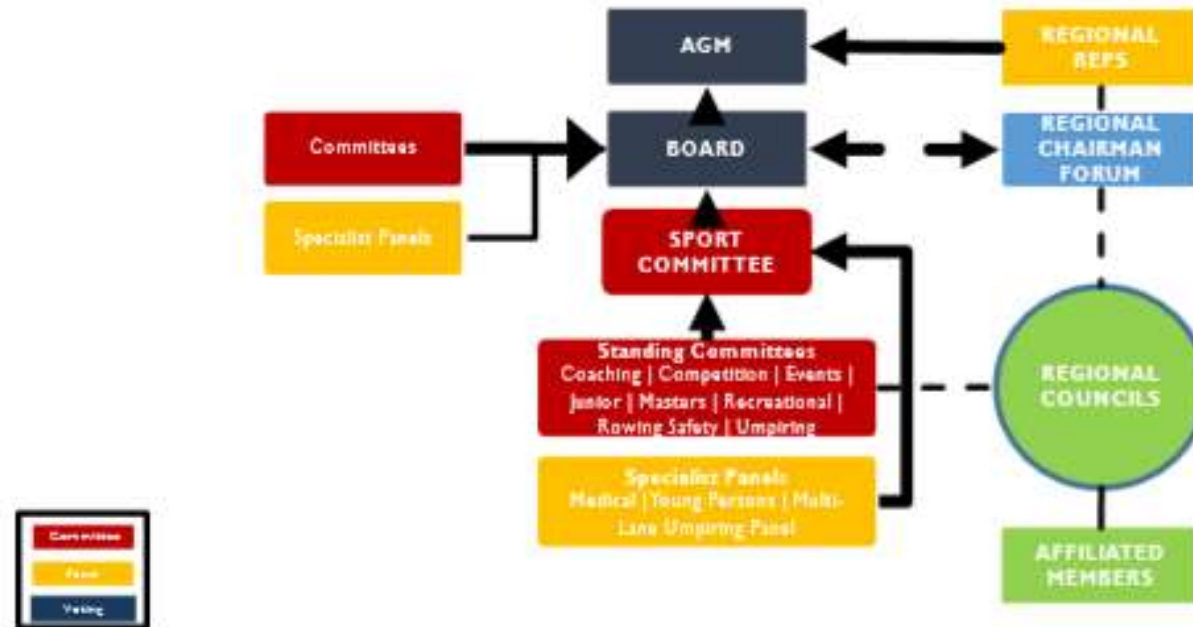 AGM
REGIONAL
REPS
Committees
BOARD
REGIONAL
CHAIRMAN
FORUM
Specialist Panels
SPORT
COMMITTEE
Standing Committees
Coaching | Competition | Events |
Junior | Masters | Recreational |
Rowing Safety | Umpiring
REGIONAL
COUNCILS
Specialist Panels
Medical | Young Persons | Multi-
Lane Umpiring Panel
AFFILIATED
MEMBERS
Committee
Voting